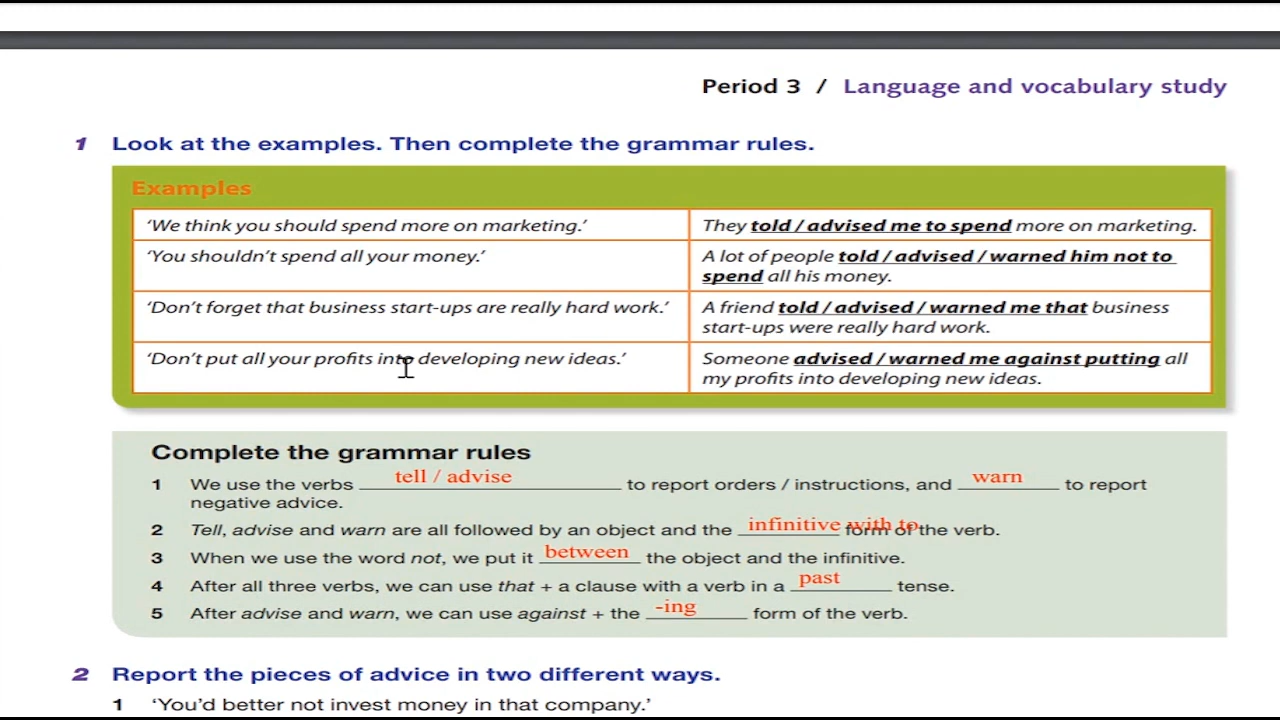 Period 3 / Language and vocabulary study
1 Look at the examples. Then complete the grammar rules.
Examples
‘We think you should spend more on marketing.’ They told / advised me to spend more on marketing.
‘You shouldn’t spend all your money.’ A lot of people told / advised / warned him not to
spend all his money.
‘Don’t forget that business start-ups are really hard work.’ A friend told / advised / warned me that business
start-ups were really hard work.
‘Don’t put all your profits into developing new ideas.’ Someone advised / warned me against putting all
my profits into developing new ideas.
Complete the grammar rules
1 We use the verbs tell / advise to report orders / instructions, and warn to report
negative advice.
2 Tell, advise and warn are all followed by an object and the infinitive with to form of the verb.
3 When we use the word not, we put it between the object and the infinitive.
4 After all three verbs, we can use that + a clause with a verb in a past tense.
5 After advise and warn, we can use against + the -ing form of the verb.
2 Report the pieces of advice in two different ways.
1 ‘You’d better not invest money in that company.’